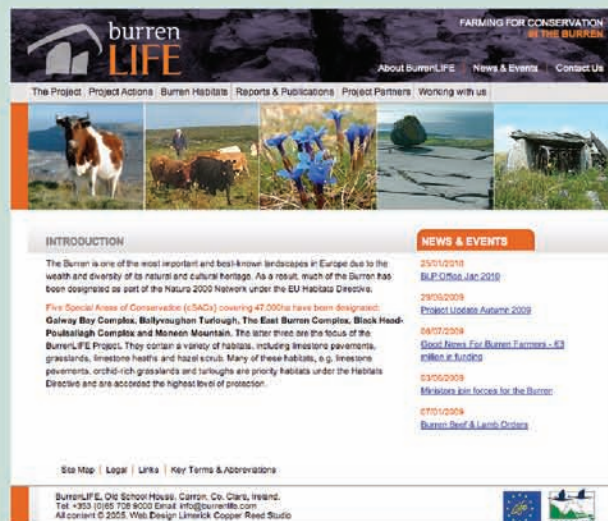 burren
LIFE
FARMING FOR CONSERVATION
IN THE BURREN
About BurrenLIFE | News & Events | Contact Us
The Project | Project Actions | Burren Habitats | Reports & Publications | Project Partners | Working with us
INTRODUCTION
The Burren is one of the most important and best-known landscapes in Europe due to the
wealth and diversity of its natural and cultural heritage. As a result, much of the Burren has
been designated as part of the Natura 2000 Network under the EU Habitats Directive.
Five Special Areas of Conservation (cSACs) covering 47,000ha have been designated:
Galway Bay Complex, Ballyvaughan Turlough, The East Burren Complex, Black Head-
Poulsallagh Complex and Moneen Mountain. The latter three are the focus of the
BurrenLIFE Project. They contain a variety of habitats, including limestone pavements,
grasslands, limestone heaths and hazel scrub. Many of these habitats, e.g. limestone
pavements, orchid-rich grasslands and turloughs are priority habitats under the Habitats
Directive and are accorded the highest level of protection.
NEWS & EVENTS
25/01/2010
BLP Office Jan 2010
29/09/2009
Project Update Autumn 2009
08/07/2009
Good News For Burren Farmers - €3
million in funding
03/06/2009
Ministers join forces for the Burren
07/01/2009
Burren Beef & Lamb Orders
Site Map | Legal | Links | Key Terms & Abbreviations
BurrenLIFE, Old School House, Carron, Co. Clare, Ireland.
Tel: +353 (0)65 708 9000 Email: info@burrenlife.com
All content © 2005. Web Design Limerick Copper Reed Studio